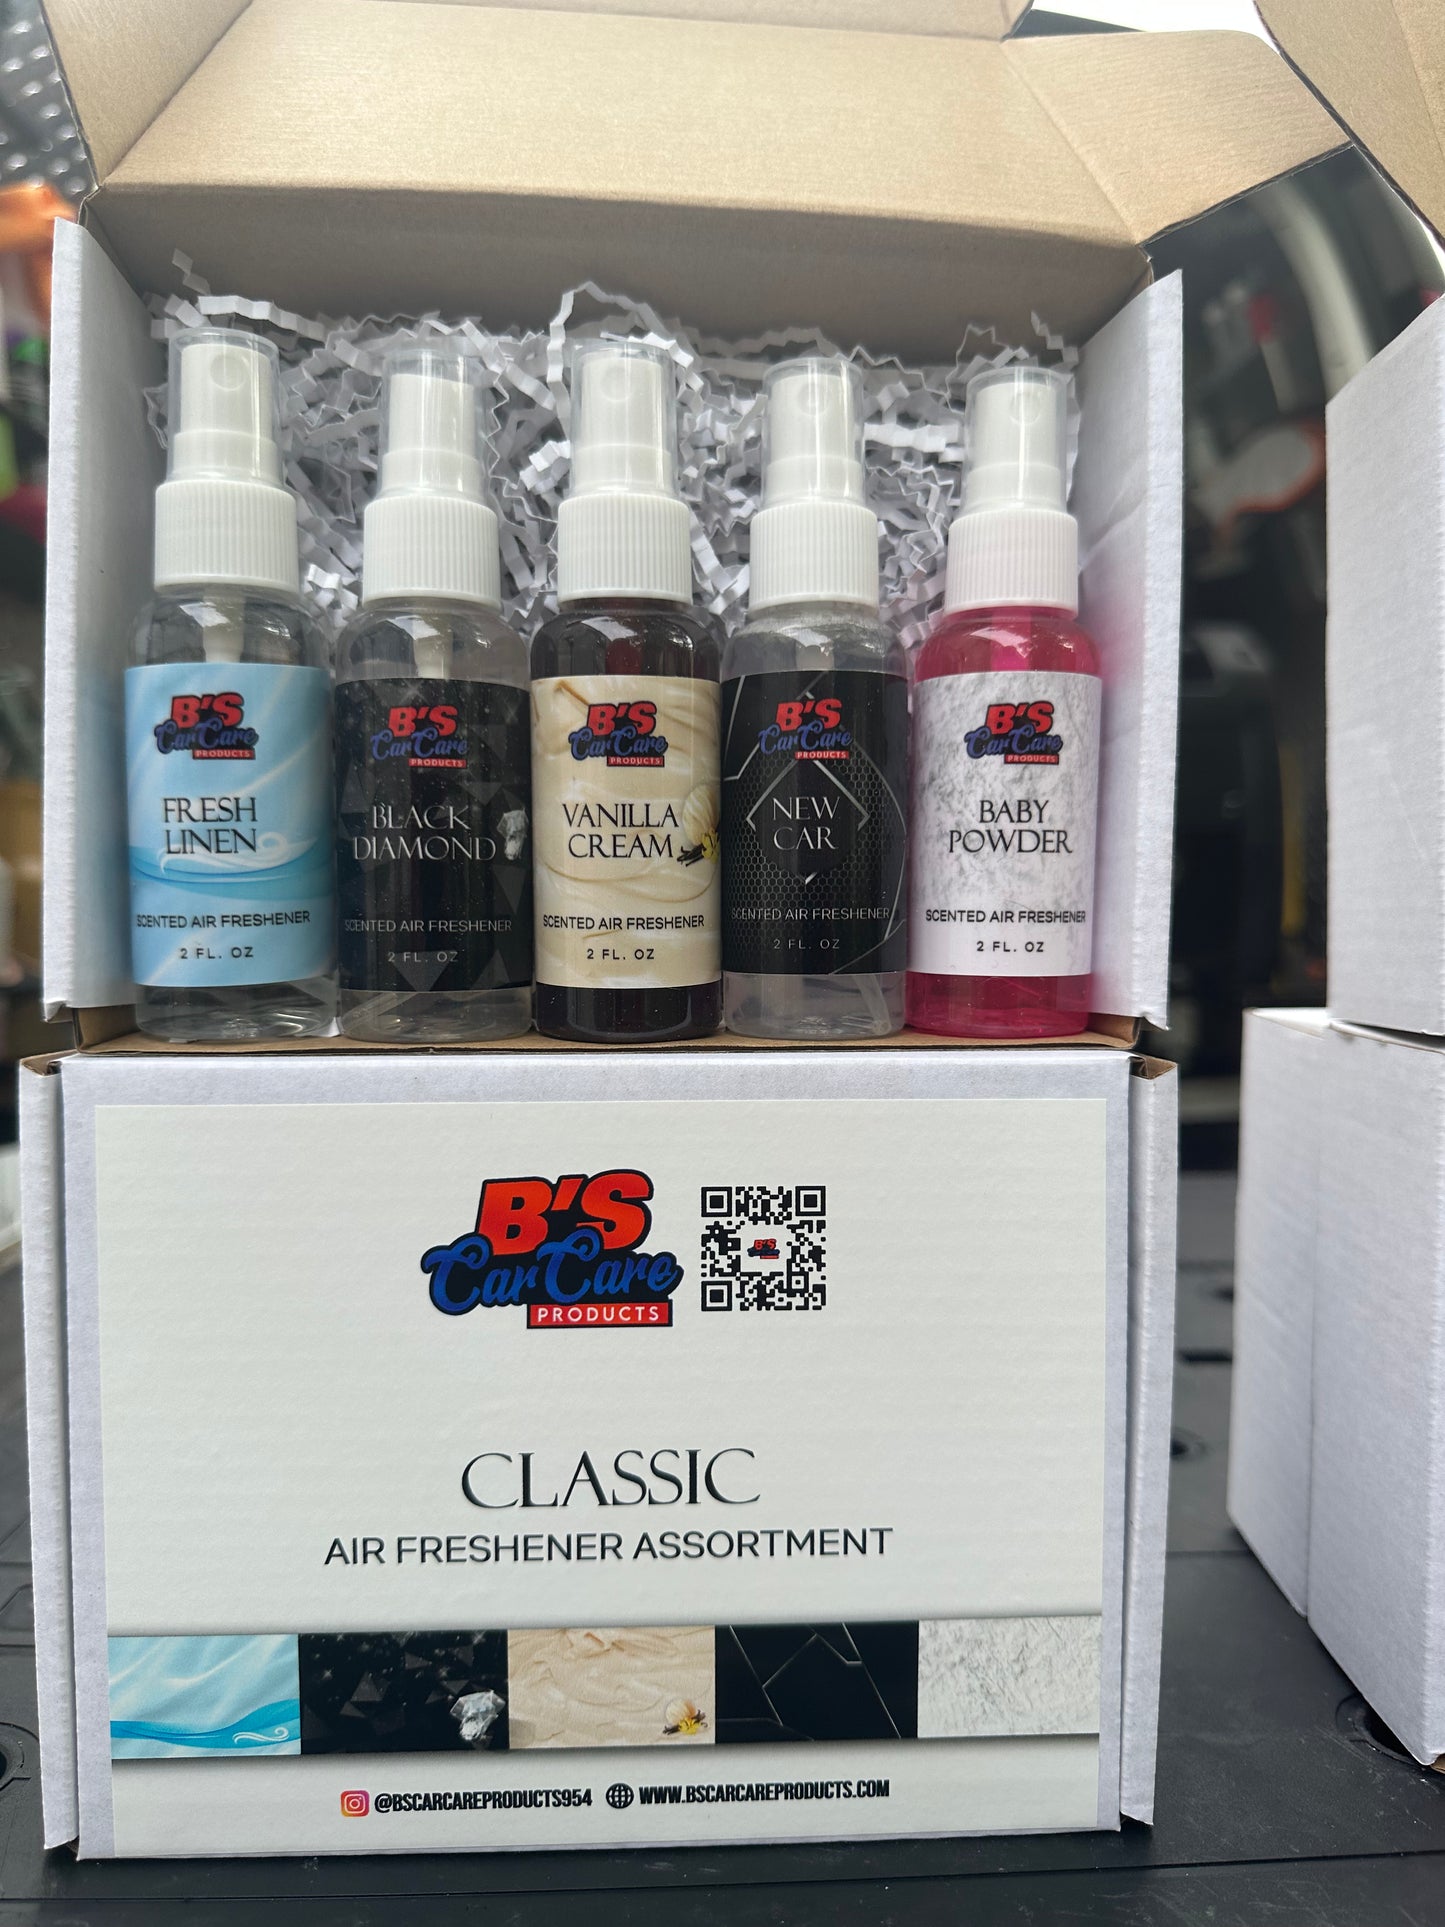 B'S
Car Care
PRODUCTS
FRESH
LINEN
SCENTED AIR FRESHENER
2 FL. OZ
B'S
Car Care
PRODUCTS
BLACK
DIAMOND
SCENTED AIR FRESHENER
2 FL. OZ
B'S
Car Care
PRODUCTS
VANILLA
CREAM
SCENTED AIR FRESHENER
2 FL. OZ
B'S
Car Care
PRODUCTS
NEW
CAR
SCENTED AIR FRESHENER
2 FL. OZ
B'S
Car Care
PRODUCTS
BABY
POWDER
SCENTED AIR FRESHENER
2 FL. OZ
B'S
Car Care
PRODUCTS
CLASSIC
AIR FRESHENER ASSORTMENT
@BSCARCAREPRODUCTS954 WWW.BSCARCAREPRODUCTS.COM